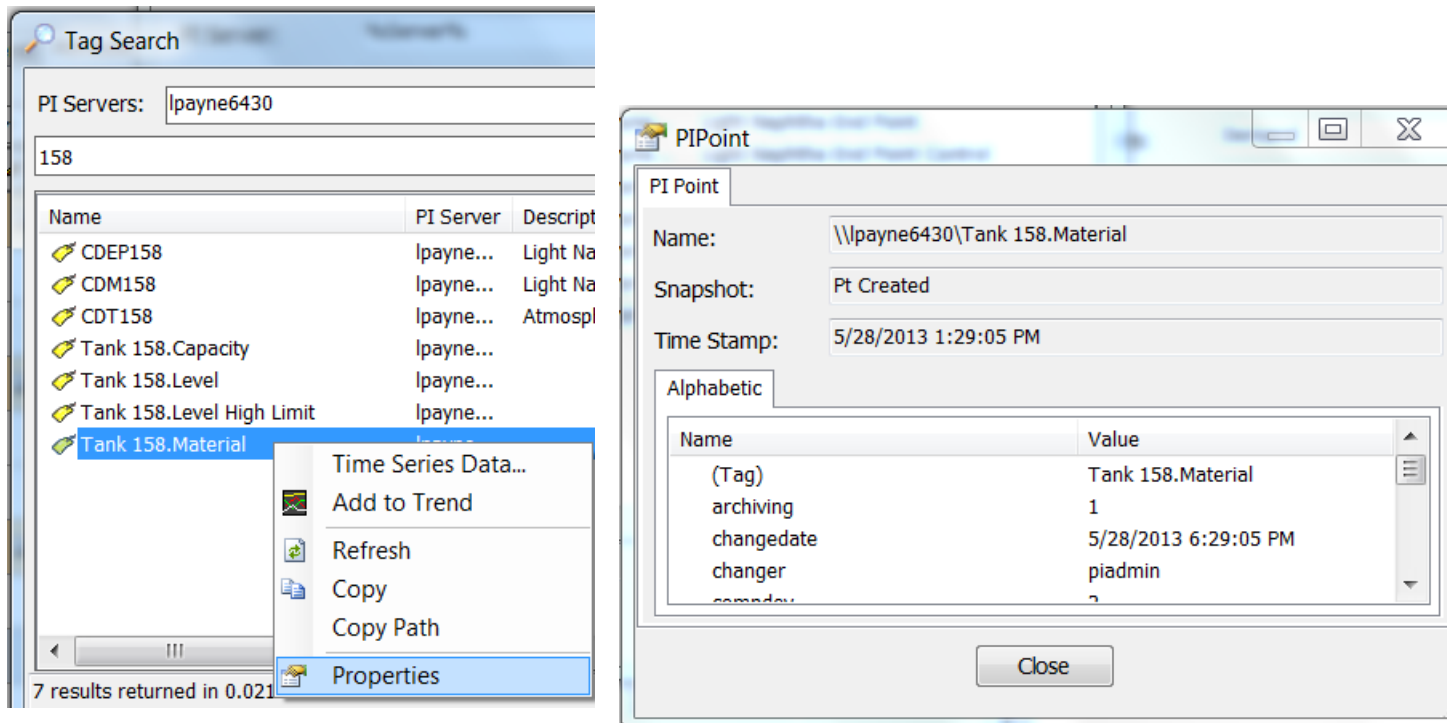 Tag Search
PI Servers: lpayne6430
158
Name PI Server Descript
CDEP158 lpayne... Light Na
CDM158 lpayne... Light Na
CDT158 lpayne... Atmospl
Tank 158.Capacity lpayne...
Tank 158.Level lpayne...
Tank 158.Level High Limit lpayne...
Tank 158.Material
Time Series Data...
Add to Trend
Refresh
Copy
Copy Path
Properties
7 results returned in 0.021
PIPoint
PI Point
Name: \\lpayne6430\Tank 158.Material
Snapshot: Pt Created
Time Stamp: 5/28/2013 1:29:05 PM
Alphabetic
Name Value
(Tag) Tank 158.Material
archiving 1
changedate 5/28/2013 6:29:05 PM
changer piadmin
Close